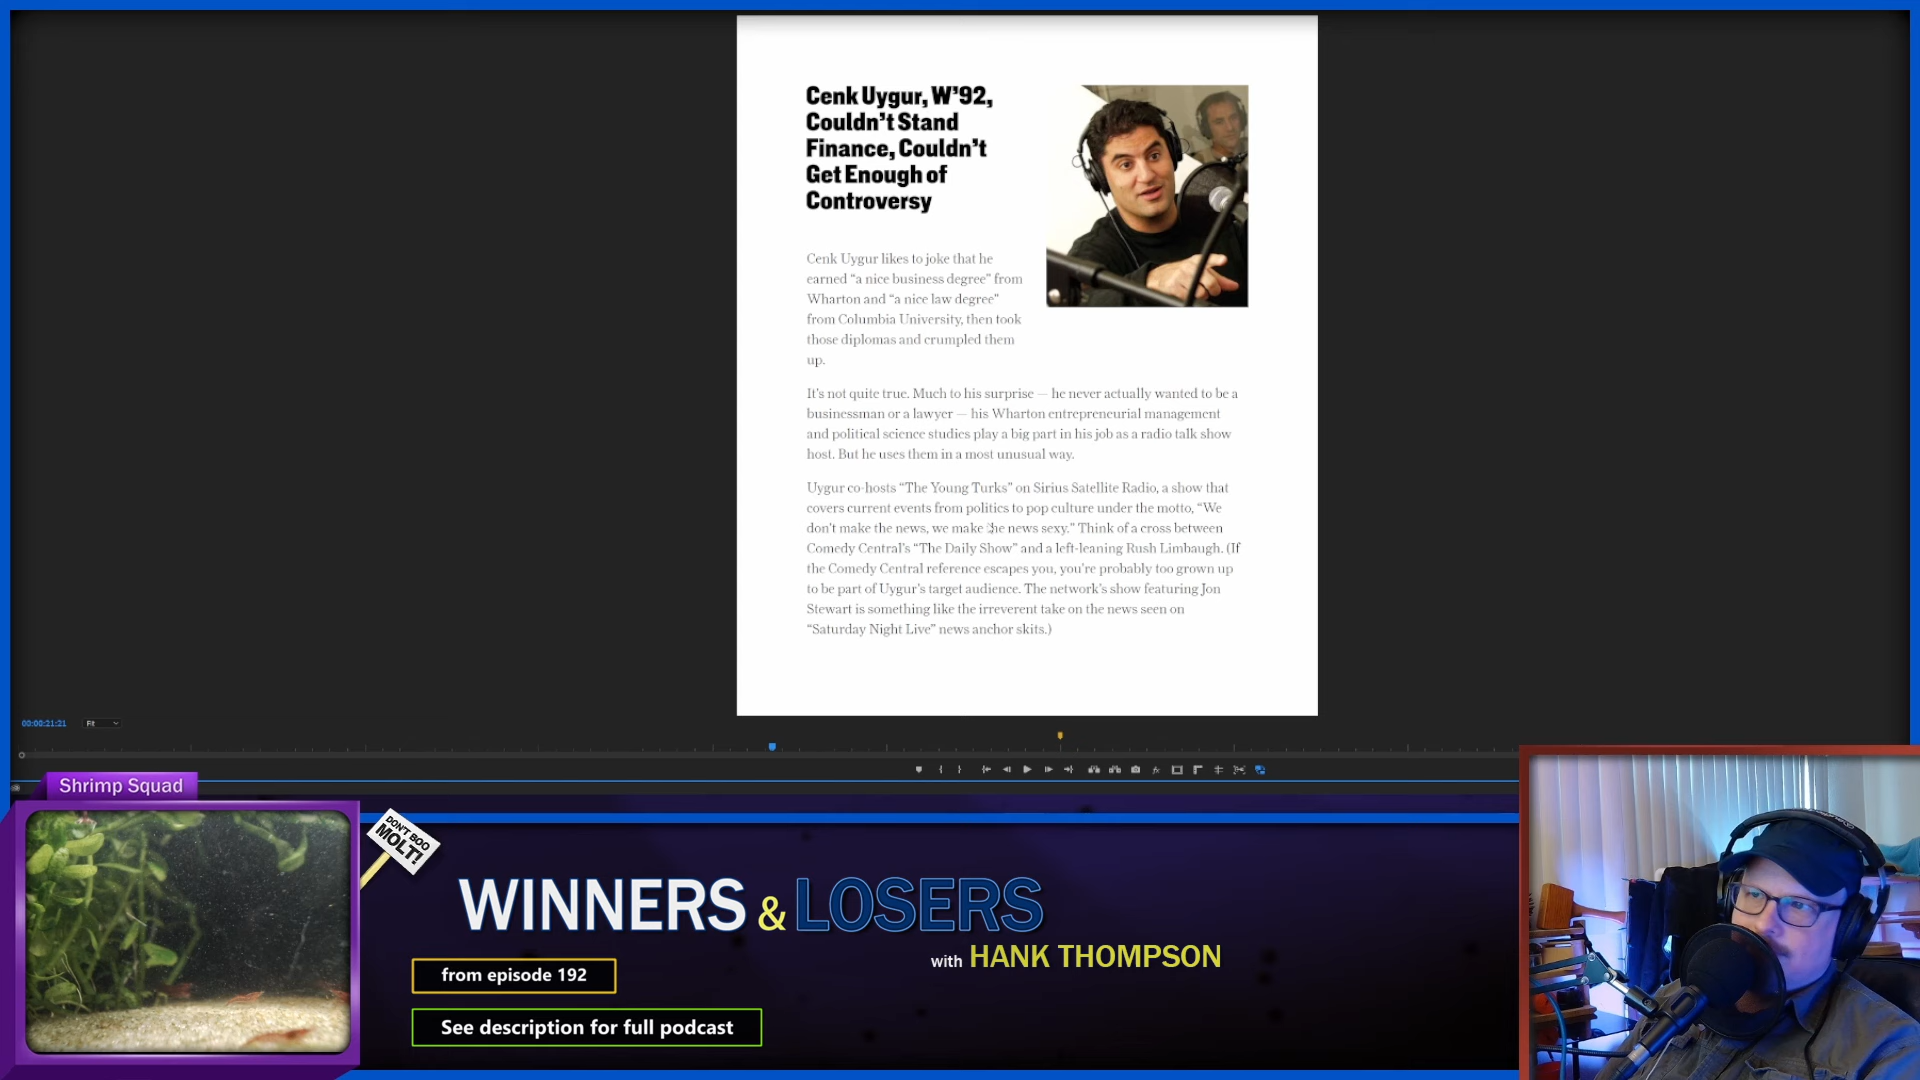 Cenk Uygur, W’92,
Couldn’t Stand
Finance, Couldn’t
Get Enough of
Controversy
Cenk Uygur likes to joke that he
earned “a nice business degree” from
Wharton and “a nice law degree”
from Columbia University, then took
those diplomas and crumpled them
up.
It’s not quite true. Much to his surprise — he never actually wanted to be a
businessman or a lawyer — his Wharton entrepreneurial management
and political science studies play a big part in his job as a radio talk show
host. But he uses them in a most unusual way.
Uygur co-hosts “The Young Turks” on Sirius Satellite Radio, a show that
covers current events from politics to pop culture under the motto, “We
don’t make the news, we make the news sexy.” Think of a cross between
Comedy Central’s “The Daily Show” and a left-leaning Rush Limbaugh. (If
the Comedy Central reference escapes you, you’re probably too grown up
to be part of Uygur’s target audience. The network’s show featuring Jon
Stewart is something like the irreverent take on the news seen on
“Saturday Night Live” news anchor skits.)
00:00:21:21
Fit
Shrimp Squad
DON'T BOO
MOLT!
WINNERS & LOSERS
with HANK THOMPSON
from episode 192
See description for full podcast